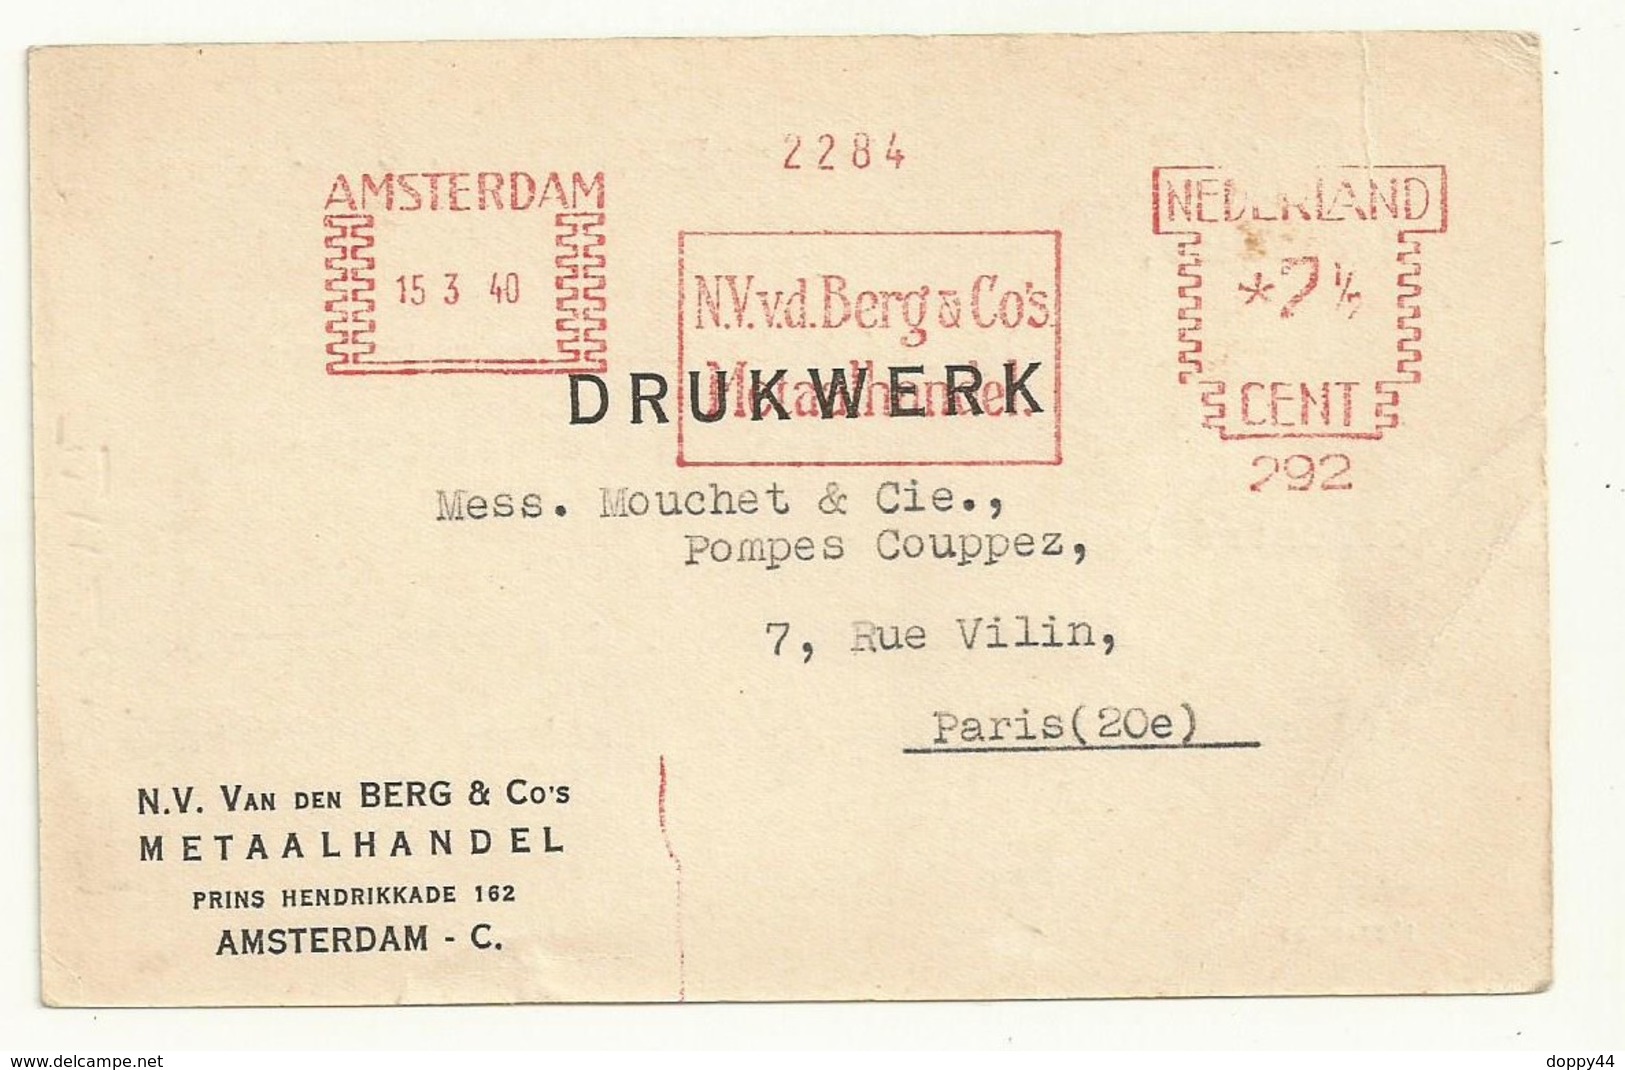 2284
AMSTERDAM
15 3 40
N.V. v.d. Berg & Co's.
Metaalhandel.
NEDERLAND
*7½
CENT
292
DRUKWERK
Mess. Mouchet & Cie.,
Pompes Couppez,
7, Rue Vilin,
Paris(20e)
N.V. VAN DEN BERG & Co's
METAALHANDEL
PRINS HENDRIKKADE 162
AMSTERDAM - C.
www.delcampe.net
doppy44